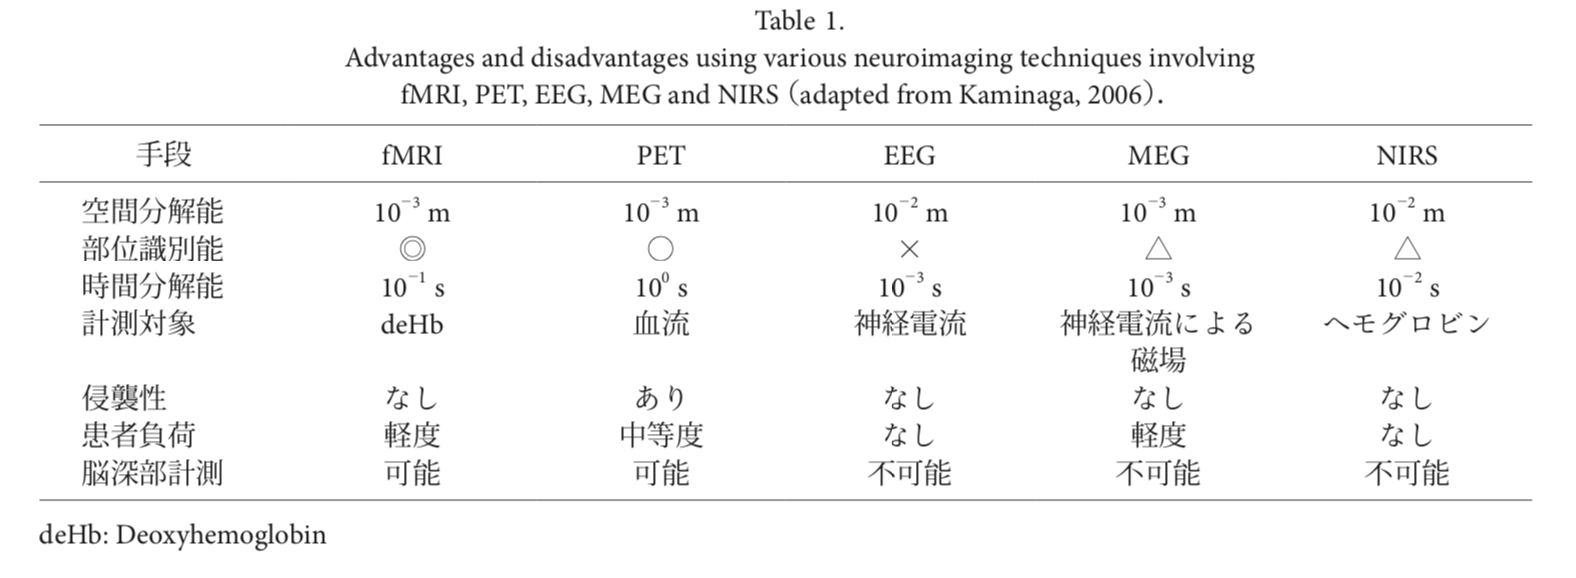 Table 1.
Advantages and disadvantages using various neuroimaging techniques involving
fMRI, PET, EEG, MEG and NIRS（adapted from Kaminaga, 2006）.
手段 fMRI PET EEG MEG NIRS
空間分解能 10⁻³ m 10⁻³ m 10⁻² m 10⁻³ m 10⁻² m
部位識別能 ◎ ○ × △ △
時間分解能 10⁻¹ s 10⁰ s 10⁻³ s 10⁻³ s 10⁻² s
計測対象 deHb 血流 神経電流 神経電流による ヘモグロビン
磁場
侵襲性 なし あり なし なし なし
患者負荷 軽度 中等度 なし 軽度 なし
脳深部計測 可能 可能 不可能 不可能 不可能
deHb: Deoxyhemoglobin